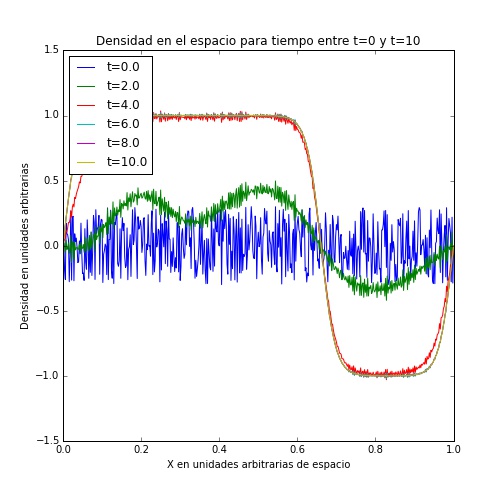 Densidad en el espacio para tiempo entre t=0 y t=10
1.5
1.0
0.5
0.0
−0.5
−1.0
−1.5
Densidad en unidades arbitrarias
t=0.0
t=2.0
t=4.0
t=6.0
t=8.0
t=10.0
0.0 0.2 0.4 0.6 0.8 1.0
X en unidades arbitrarias de espacio